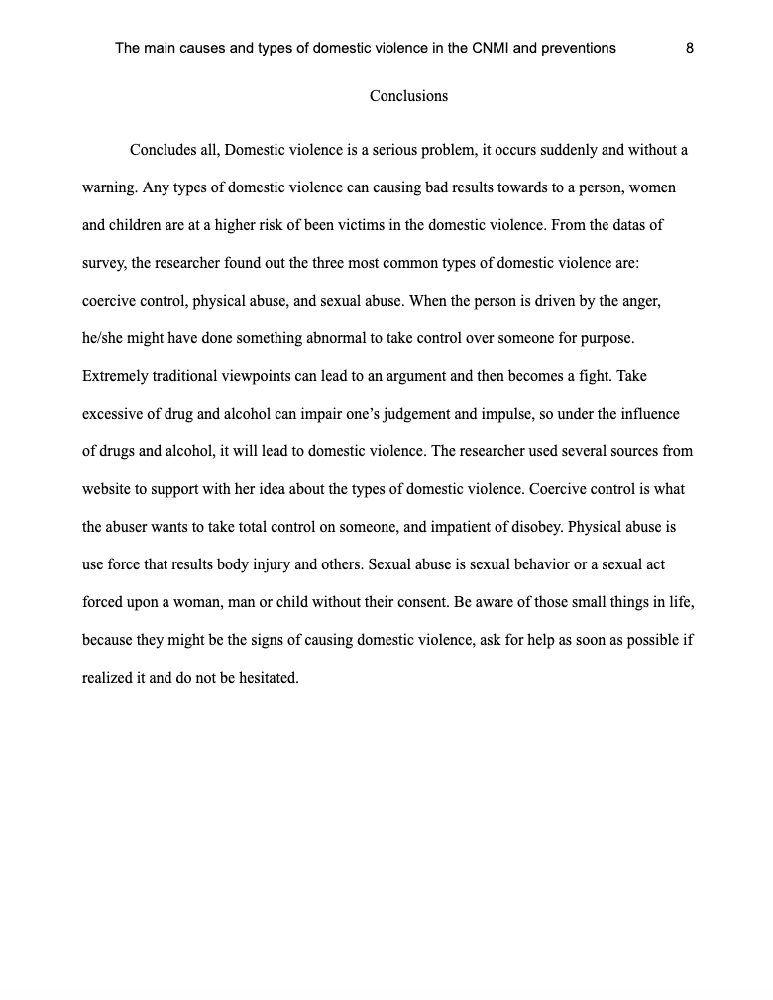 The main causes and types of domestic violence in the CNMI and preventions 8
Conclusions
Concludes all, Domestic violence is a serious problem, it occurs suddenly and without a
warning. Any types of domestic violence can causing bad results towards to a person, women
and children are at a higher risk of been victims in the domestic violence. From the datas of
survey, the researcher found out the three most common types of domestic violence are:
coercive control, physical abuse, and sexual abuse. When the person is driven by the anger,
he/she might have done something abnormal to take control over someone for purpose.
Extremely traditional viewpoints can lead to an argument and then becomes a fight. Take
excessive of drug and alcohol can impair one’s judgement and impulse, so under the influence
of drugs and alcohol, it will lead to domestic violence. The researcher used several sources from
website to support with her idea about the types of domestic violence. Coercive control is what
the abuser wants to take total control on someone, and impatient of disobey. Physical abuse is
use force that results body injury and others. Sexual abuse is sexual behavior or a sexual act
forced upon a woman, man or child without their consent. Be aware of those small things in life,
because they might be the signs of causing domestic violence, ask for help as soon as possible if
realized it and do not be hesitated.